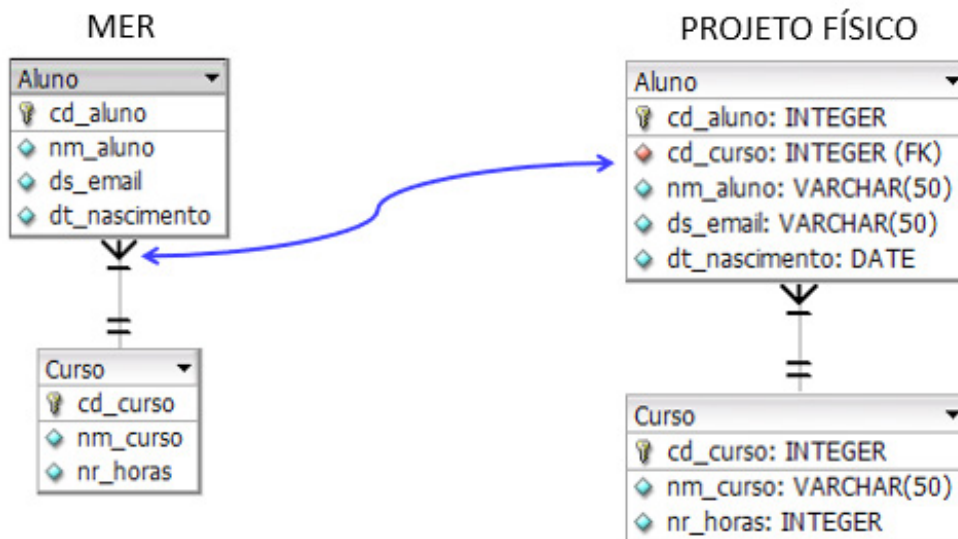 MER
Aluno
cd_aluno
nm_aluno
ds_email
dt_nascimento
Curso
cd_curso
nm_curso
nr_horas
PROJETO FÍSICO
Aluno
cd_aluno: INTEGER
cd_curso: INTEGER (FK)
nm_aluno: VARCHAR(50)
ds_email: VARCHAR(50)
dt_nascimento: DATE
Curso
cd_curso: INTEGER
nm_curso: VARCHAR(50)
nr_horas: INTEGER